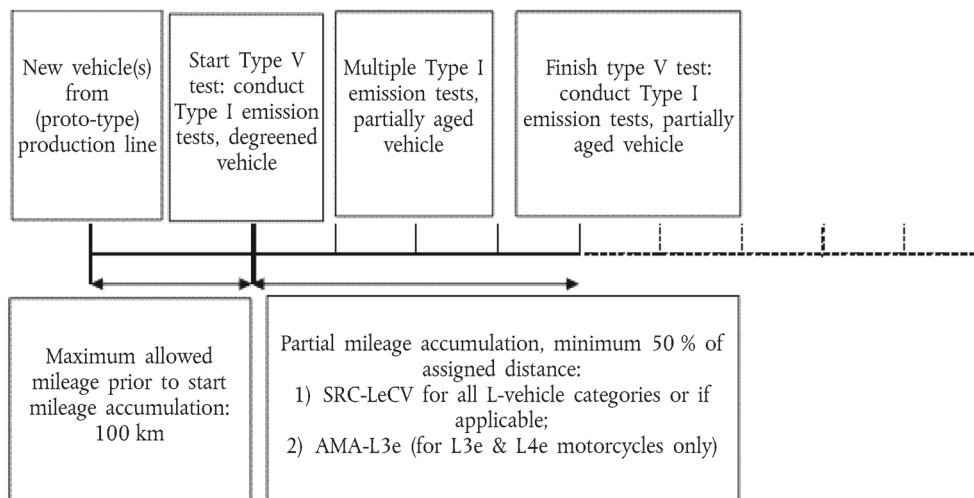 New vehicle(s)
from
(proto-type)
production line
Start Type V
test: conduct
Type I emission
tests, degreened
vehicle
Multiple Type I
emission tests,
partially aged
vehicle
Finish type V test:
conduct Type I
emission tests, partially
aged vehicle
Maximum allowed
mileage prior to start
mileage accumulation:
100 km
Partial mileage accumulation, minimum 50 % of
assigned distance:
1) SRC-LeCV for all L-vehicle categories or if
applicable;
2) AMA-L3e (for L3e & L4e motorcycles only)